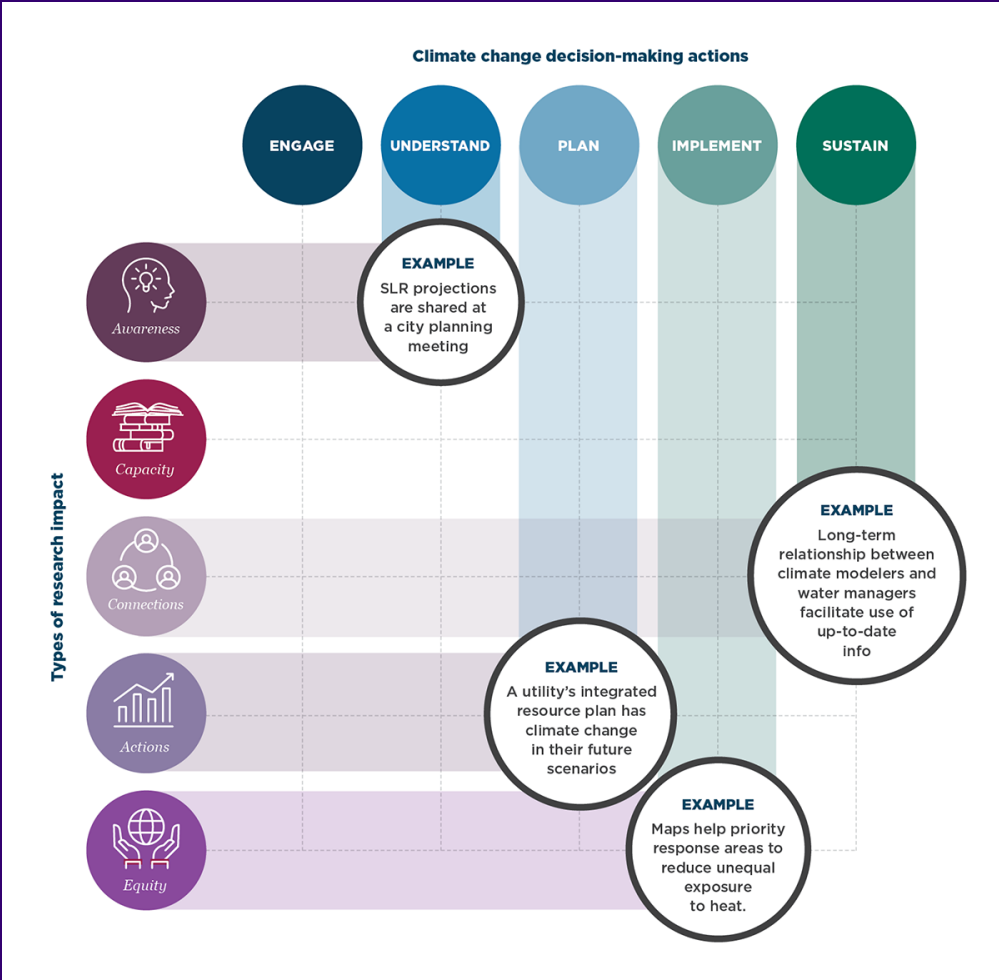 Climate change decision-making actions
ENGAGE
UNDERSTAND
PLAN
IMPLEMENT
SUSTAIN
Types of research impact
Awareness
EXAMPLE
SLR projections
are shared at
a city planning
meeting
Capacity
Connections
EXAMPLE
Long-term
relationship between
climate modelers and
water managers
facilitate use of
up-to-date
info
Actions
EXAMPLE
A utility’s integrated
resource plan has
climate change
in their future
scenarios
Equity
EXAMPLE
Maps help priority
response areas to
reduce unequal
exposure
to heat.